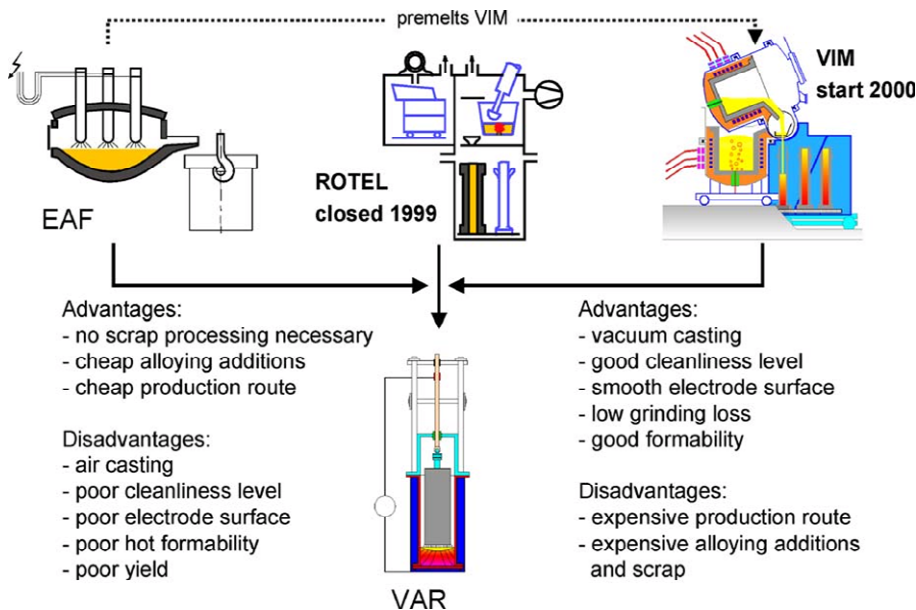 premelts VIM
VIM
start 2000
ROTEL
closed 1999
EAF
Advantages:
- no scrap processing necessary
- cheap alloying additions
- cheap production route
Disadvantages:
- air casting
- poor cleanliness level
- poor electrode surface
- poor hot formability
- poor yield
Advantages:
- vacuum casting
- good cleanliness level
- smooth electrode surface
- low grinding loss
- good formability
Disadvantages:
- expensive production route
- expensive alloying additions
and scrap
VAR